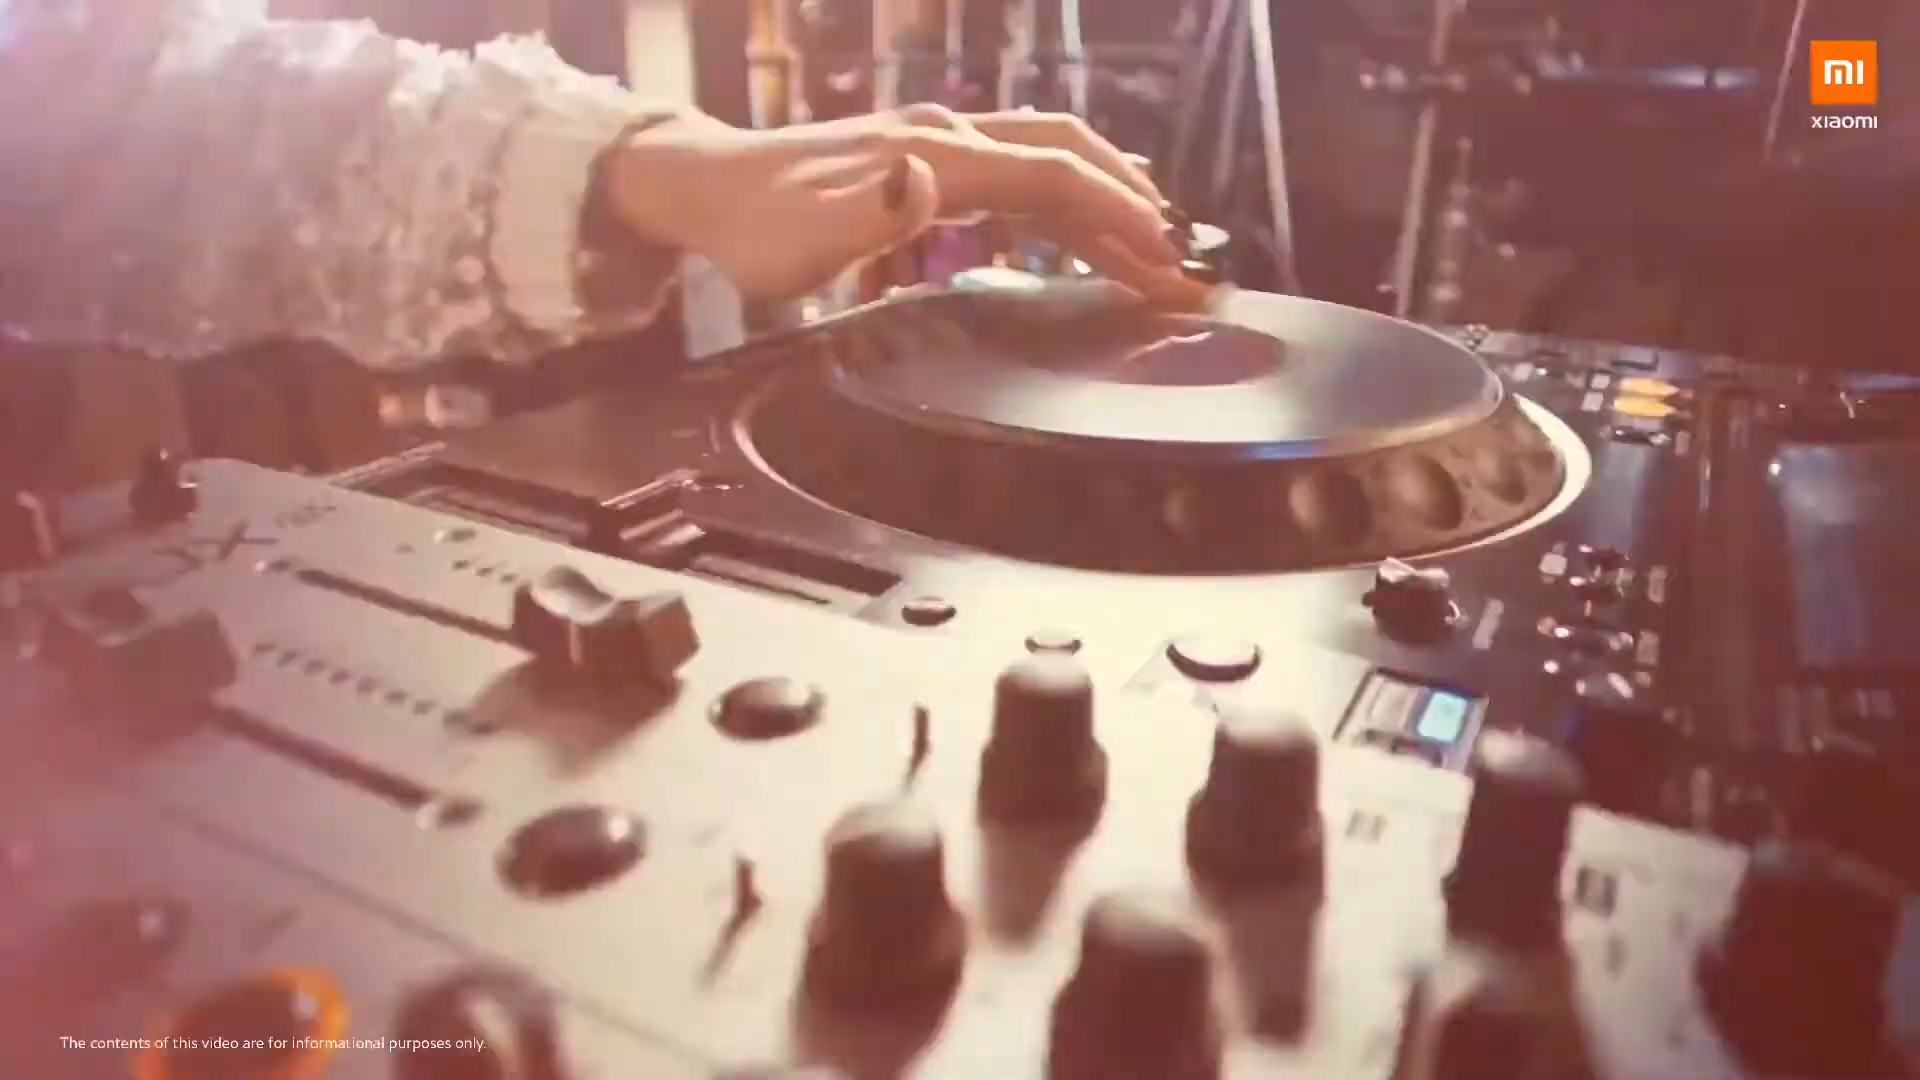 mi
xiaomi
The contents of this video are for informational purposes only.